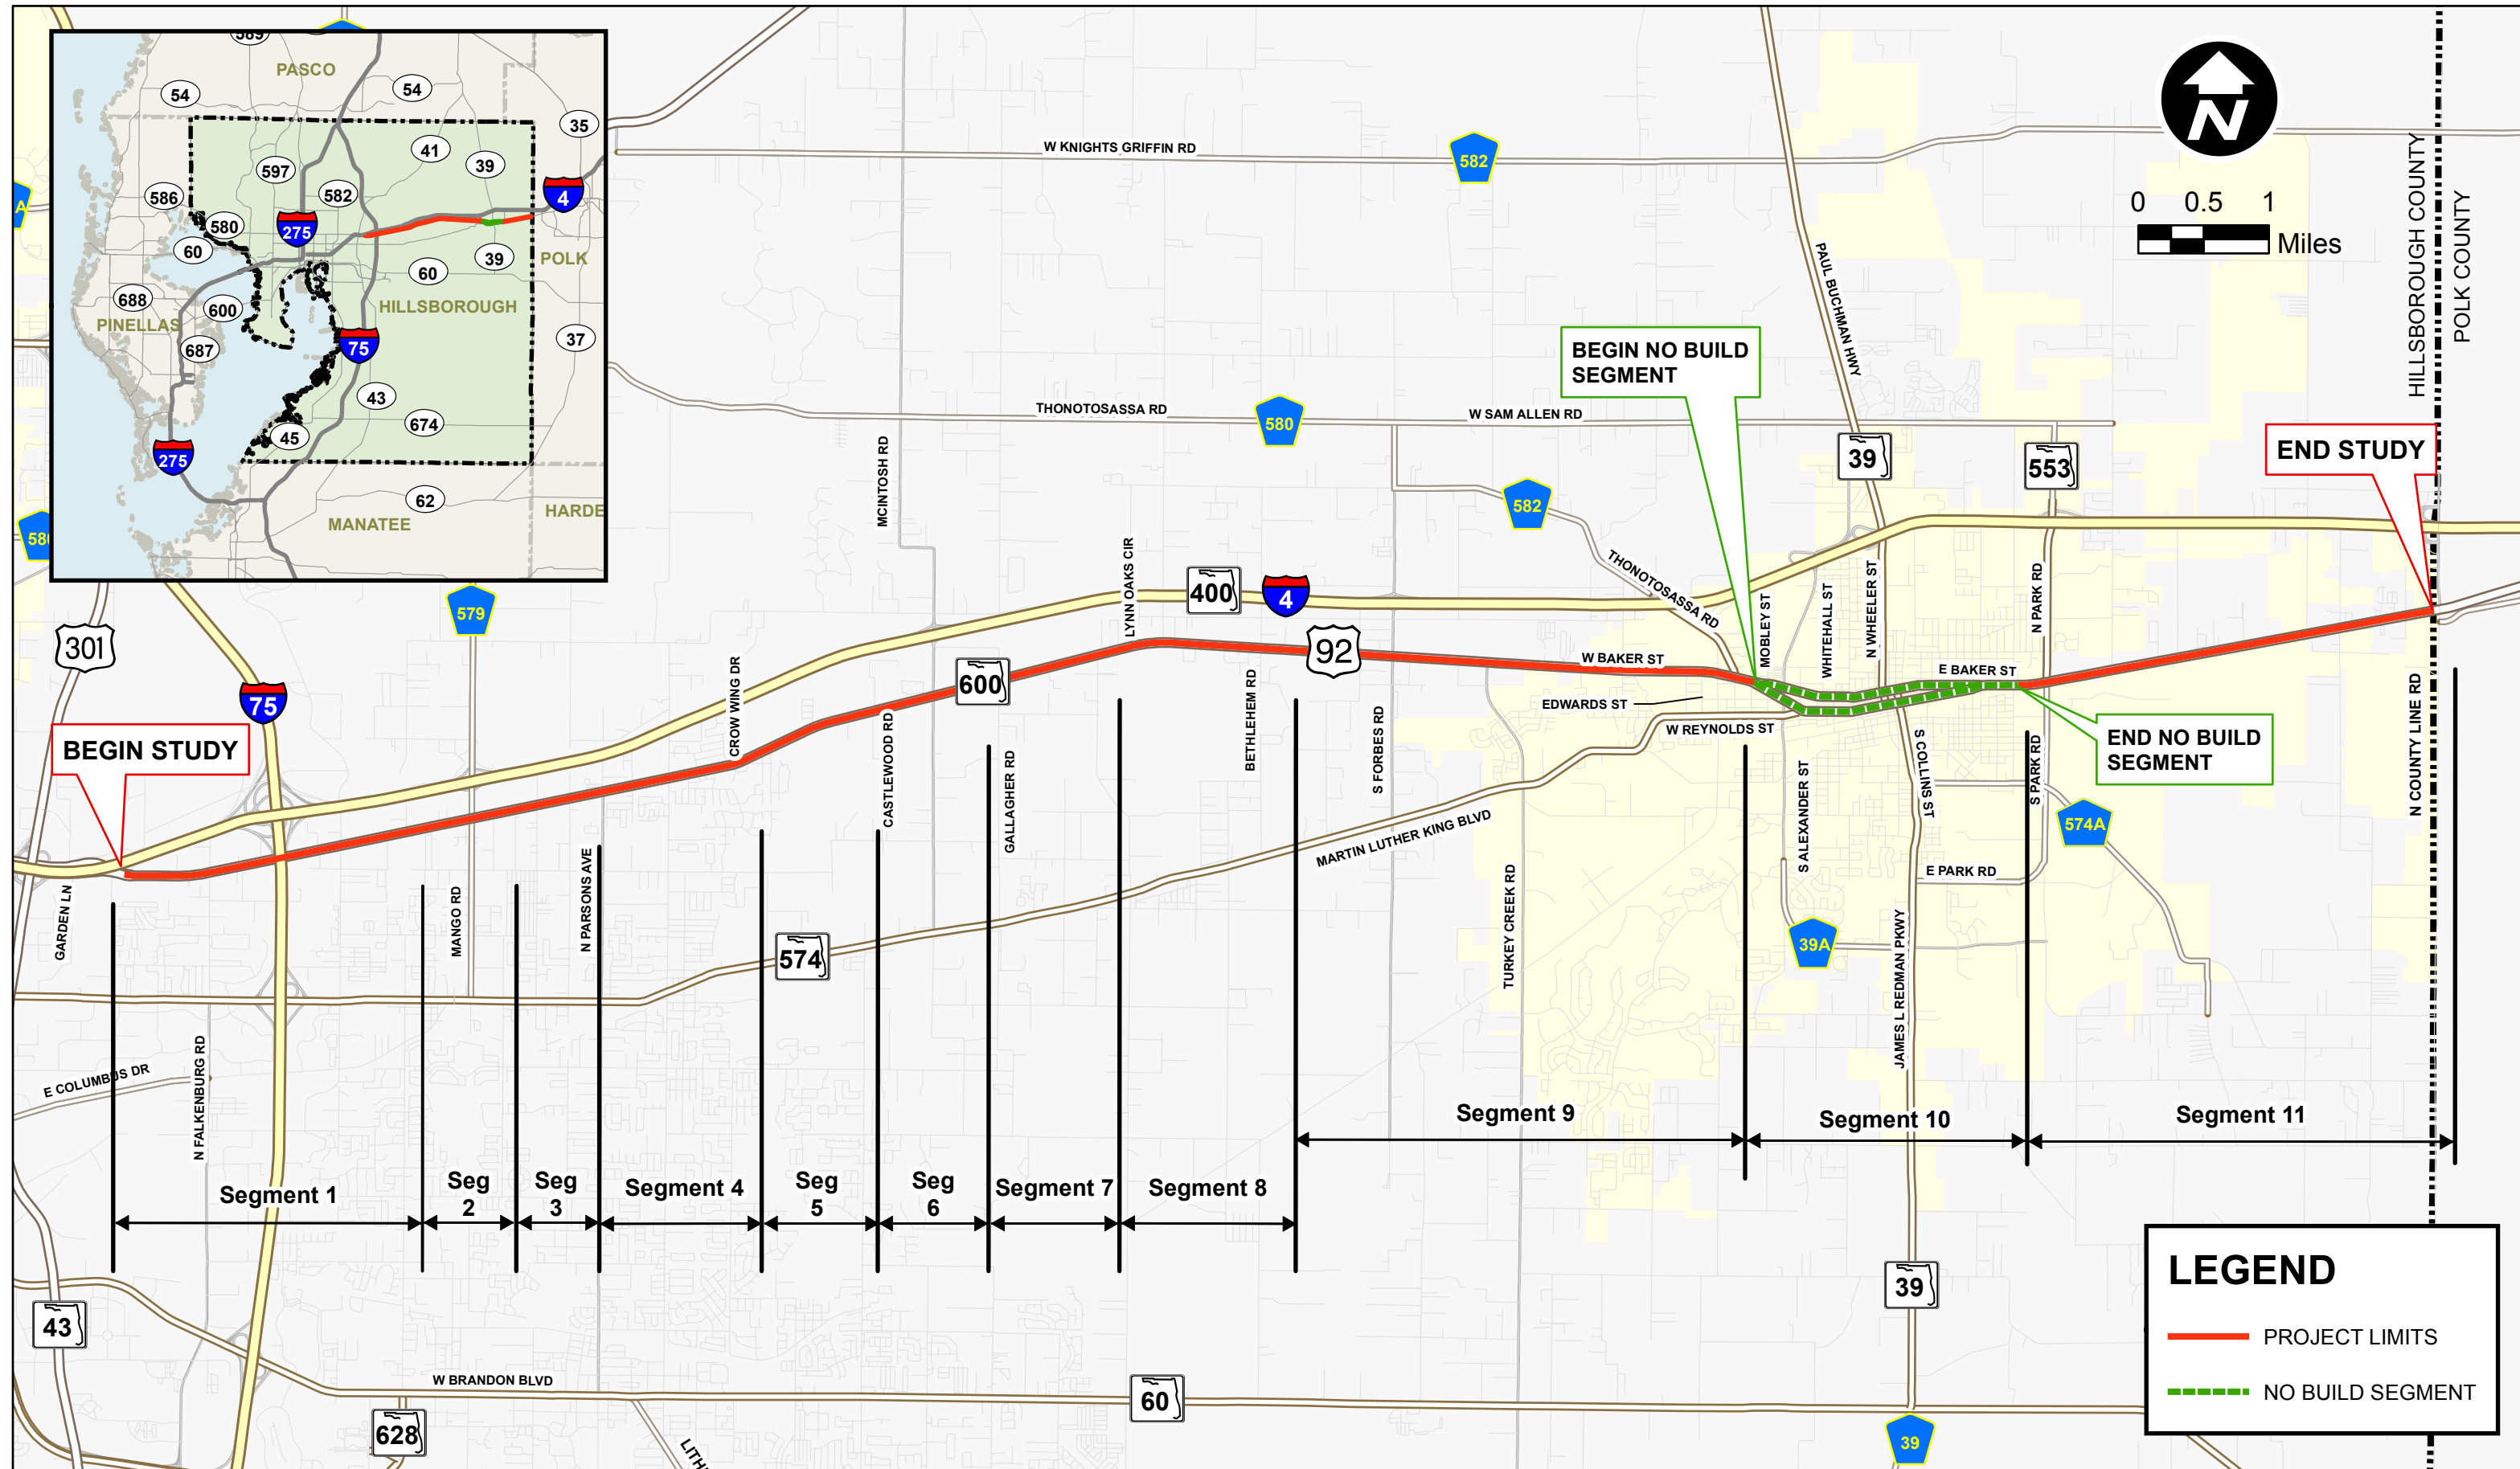 589
PASCO
54
54
35
41
39
597
582
586
4
580
275
60
39
POLK
60
688
600
HILLSBOROUGH
PINELLAS
687
75
37
43
674
45
275
62
MANATEE
HARDE
A
58
W KNIGHTS GRIFFIN RD
582
0 0.5 1
Miles
HILLSBOROUGH COUNTY
POLK COUNTY
PAUL BUCHMAN HWY
BEGIN NO BUILD
SEGMENT
THONOTOSASSA RD
580
W SAM ALLEN RD
MCINTOSH RD
39
553
END STUDY
582
LYNN OAKS CIR
THONOTOSASSA RD
400
4
579
301
MOBLEY ST
WHITEHALL ST
N WHEELER ST
N PARK RD
92
W BAKER ST
E BAKER ST
600
75
CROW WING DR
CASTLEWOOD RD
BETHLEHEM RD
EDWARDS ST
W REYNOLDS ST
S FORBES RD
BEGIN STUDY
GALLAGHER RD
S COLLINS ST
S PARK RD
END NO BUILD
SEGMENT
N COUNTY LINE RD
S ALEXANDER ST
574A
MARTIN LUTHER KING BLVD
E PARK RD
GARDEN LN
MANGO RD
N PARSONS AVE
TURKEY CREEK RD
574
39A
JAMES L REDMAN PKWY
E COLUMBUS DR
N FALKENBURG RD
Segment 9
Segment 10
Segment 11
Segment 1
Seg
2
Seg
3
Segment 4
Seg
5
Seg
6
Segment 7
Segment 8
43
39
W BRANDON BLVD
60
628
LITH
39
LEGEND
PROJECT LIMITS
NO BUILD SEGMENT
N